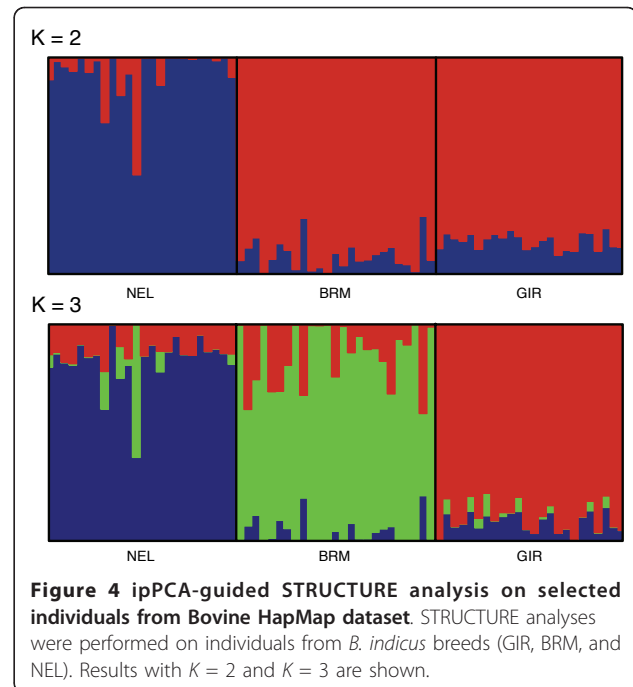 K = 2
NEL BRM GIR
K = 3
NEL BRM GIR
Figure 4 ipPCA-guided STRUCTURE analysis on selected
individuals from Bovine HapMap dataset. STRUCTURE analyses
were performed on individuals from B. indicus breeds (GIR, BRM, and
NEL). Results with K = 2 and K = 3 are shown.